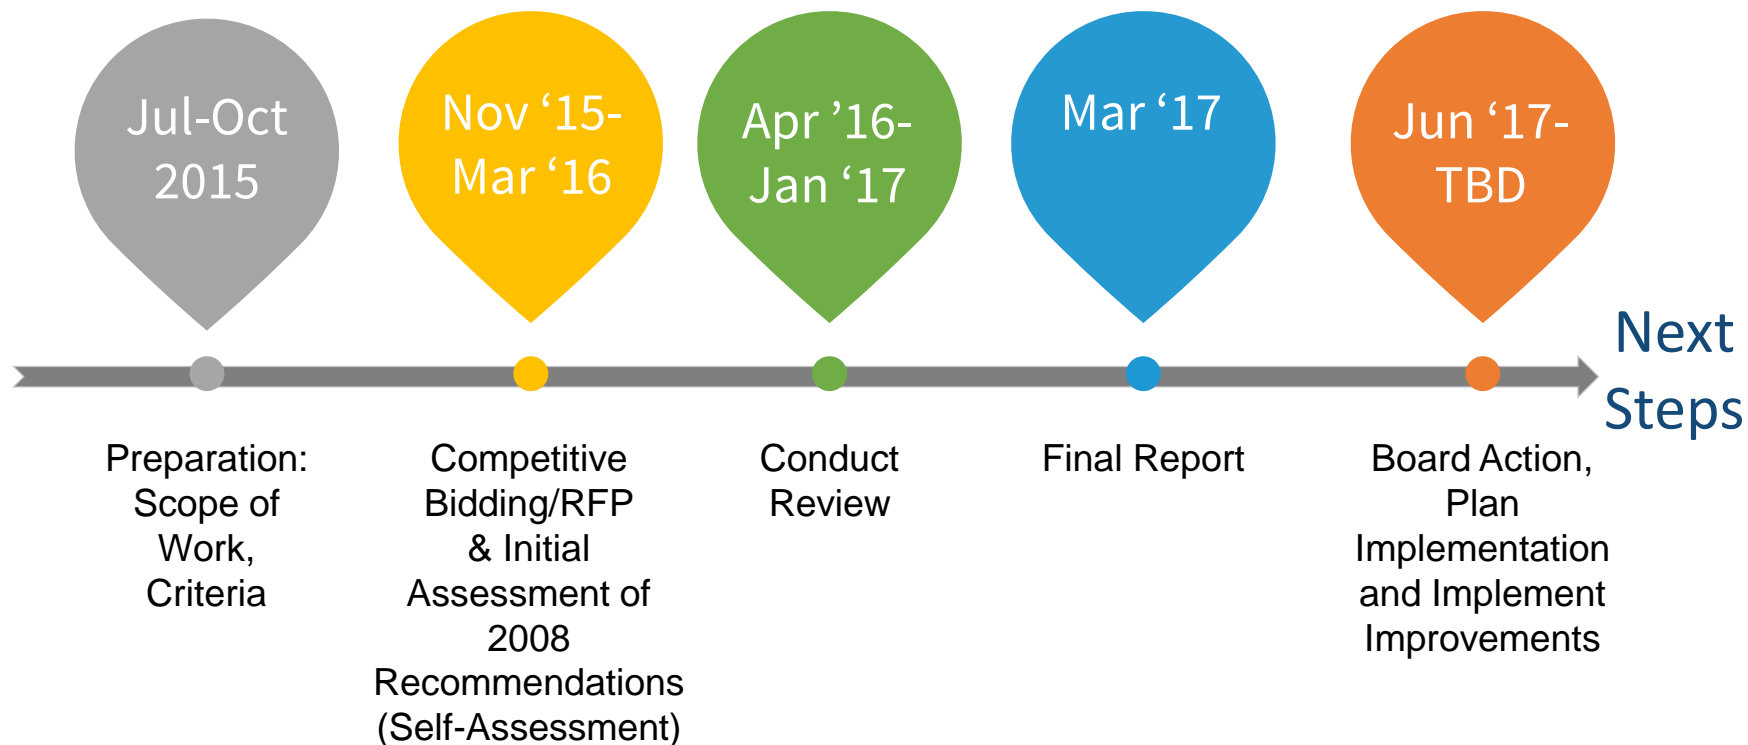 Jul-Oct
2015
Nov ‘15-
Mar ‘16
Apr ’16-
Jan ‘17
Mar ‘17
Jun ‘17-
TBD
Next
Steps
Preparation:
Scope of
Work,
Criteria
Competitive
Bidding/RFP
& Initial
Assessment of
2008
Recommendations
(Self-Assessment)
Conduct
Review
Final Report
Board Action,
Plan
Implementation
and Implement
Improvements